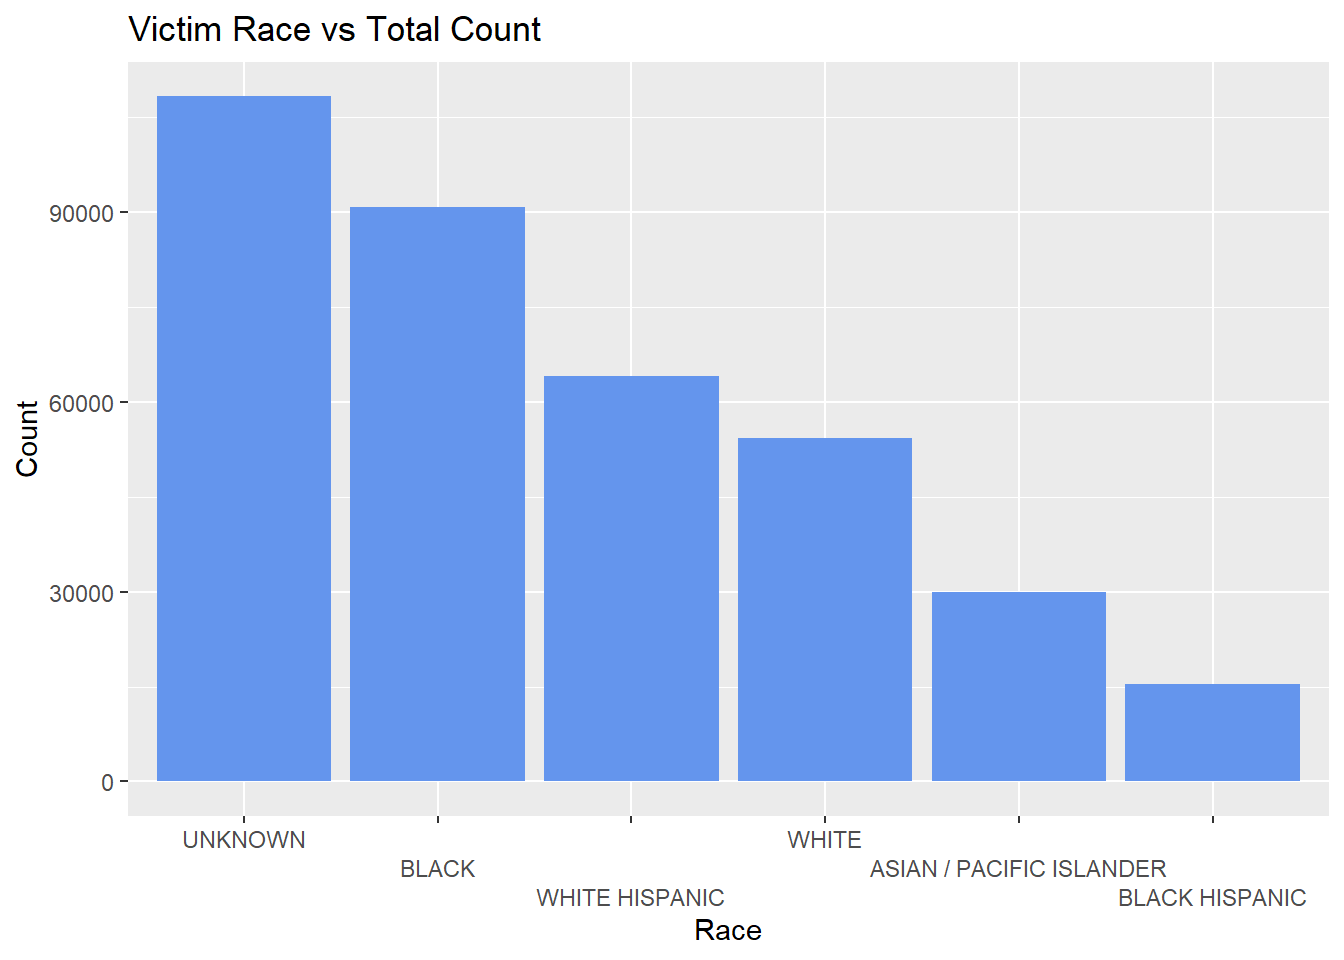 Victim Race vs Total Count
Count
90000
60000
30000
0
UNKNOWN
BLACK
WHITE HISPANIC
WHITE
ASIAN / PACIFIC ISLANDER
BLACK HISPANIC
Race